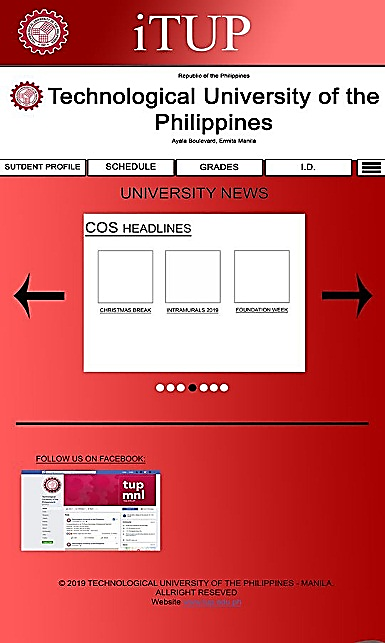 iTUP
Republic of the Philippines
Technological University of the
Philippines
Ayala Boulevard, Ermita Manila
SUTDENT PROFILE
SCHEDULE
GRADES
I.D.
UNIVERSITY NEWS
COS HEADLINES
CHRISTMAS BREAK
INTRAMURALS 2019
FOUNDATION WEEK
FOLLOW US ON FACEBOOK:
tup
mnl
© 2019 TECHNOLOGICAL UNIVERSITY OF THE PHILIPPINES - MANILA.
ALLRIGHT RESEVED
Website